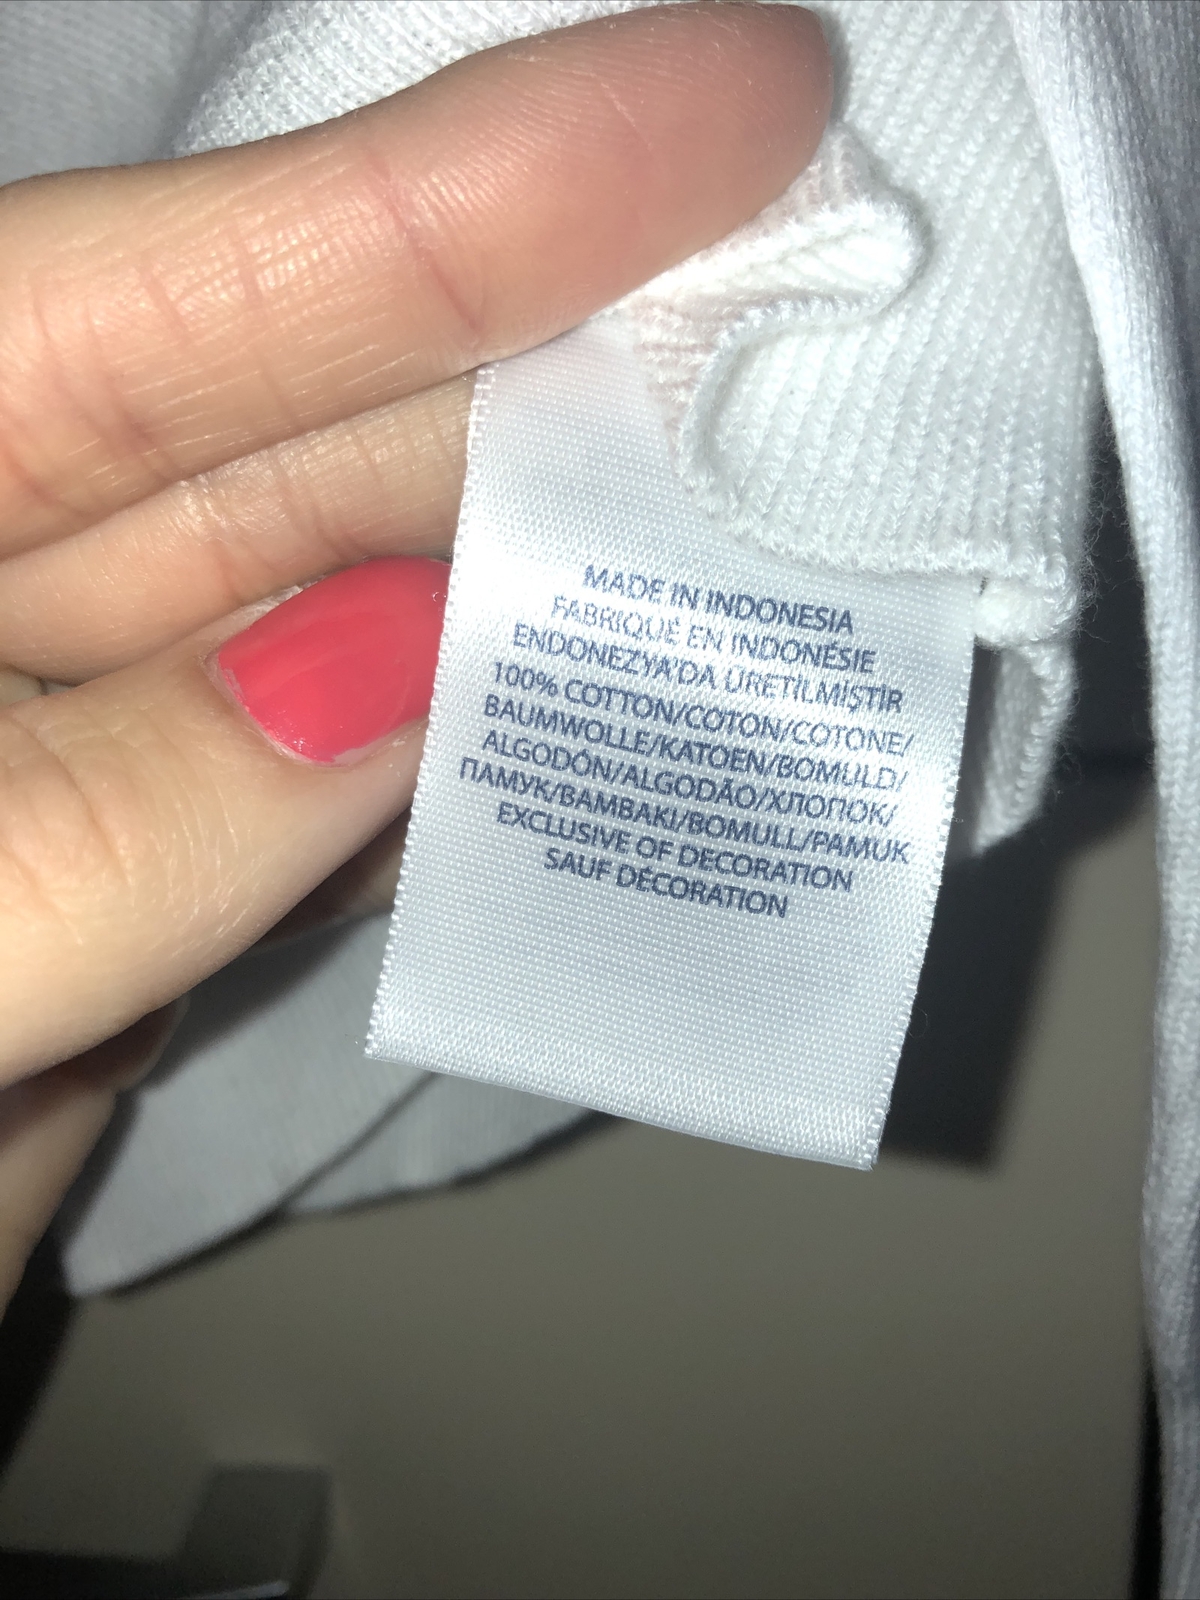 MADE IN INDONESIA
FABRIQUÉ EN INDONÉSIE
ENDONEZYA'DA ÜRETİLMİŞTİR
100% COTTON/COTON/COTONE/
BAUMWOLLE/KATOEN/BOMULD/
ALGODÓN/ALGODÃO/ХЛОПОК/
ПАМУК/BAMBAKI/BOMULL/PAMUK
EXCLUSIVE OF DECORATION
SAUF DÉCORATION